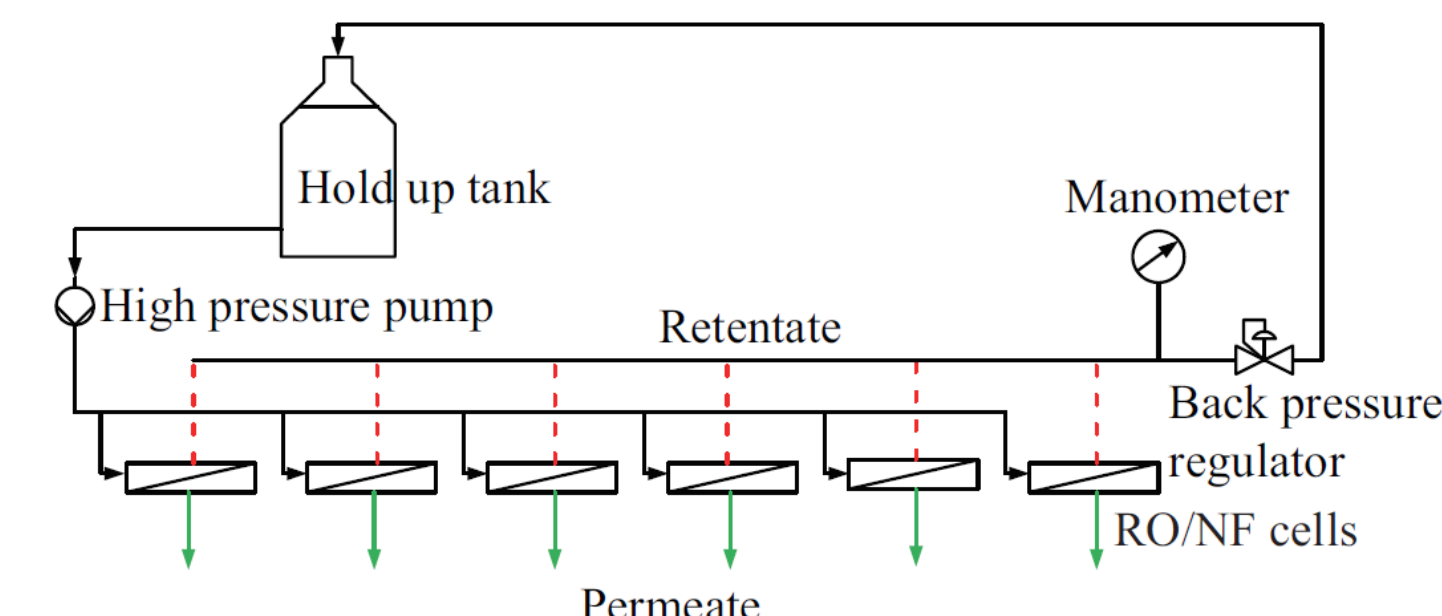 Hold up tank
Manometer
High pressure pump
Retentate
Back pressure
regulator
RO/NF cells
Permeate